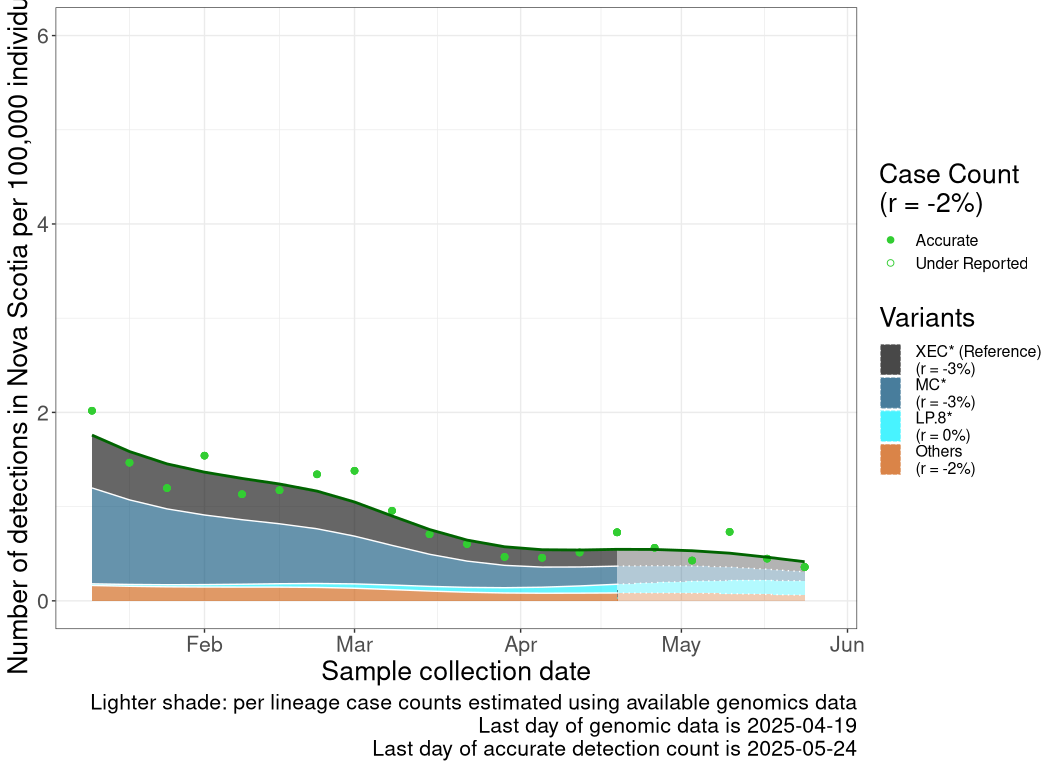 Number of detections in Nova Scotia per 100,000 individu
6
4
2
0
Feb Mar Apr May Jun
Sample collection date
Lighter shade: per lineage case counts estimated using available genomics data
Last day of genomic data is 2025-04-19
Last day of accurate detection count is 2025-05-24
Case Count
(r = -2%)
Accurate
Under Reported
Variants
XEC* (Reference)
(r = -3%)
MC*
(r = -3%)
LP.8*
(r = 0%)
Others
(r = -2%)